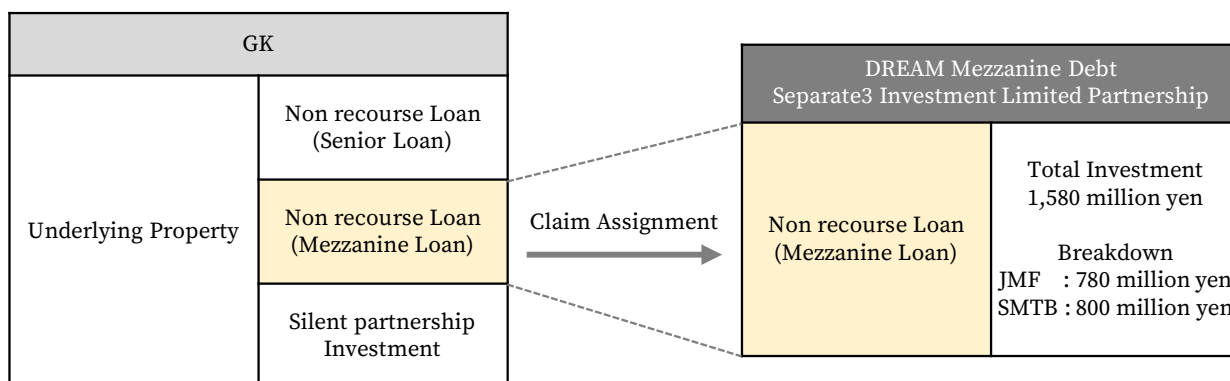 GK
Underlying Property
Non recourse Loan
(Senior Loan)
Non recourse Loan
(Mezzanine Loan)
Silent partnership
Investment
Claim Assignment
DREAM Mezzanine Debt
Separate3 Investment Limited Partnership
Non recourse Loan
(Mezzanine Loan)
Total Investment
1,580 million yen
Breakdown
JMF : 780 million yen
SMTB : 800 million yen